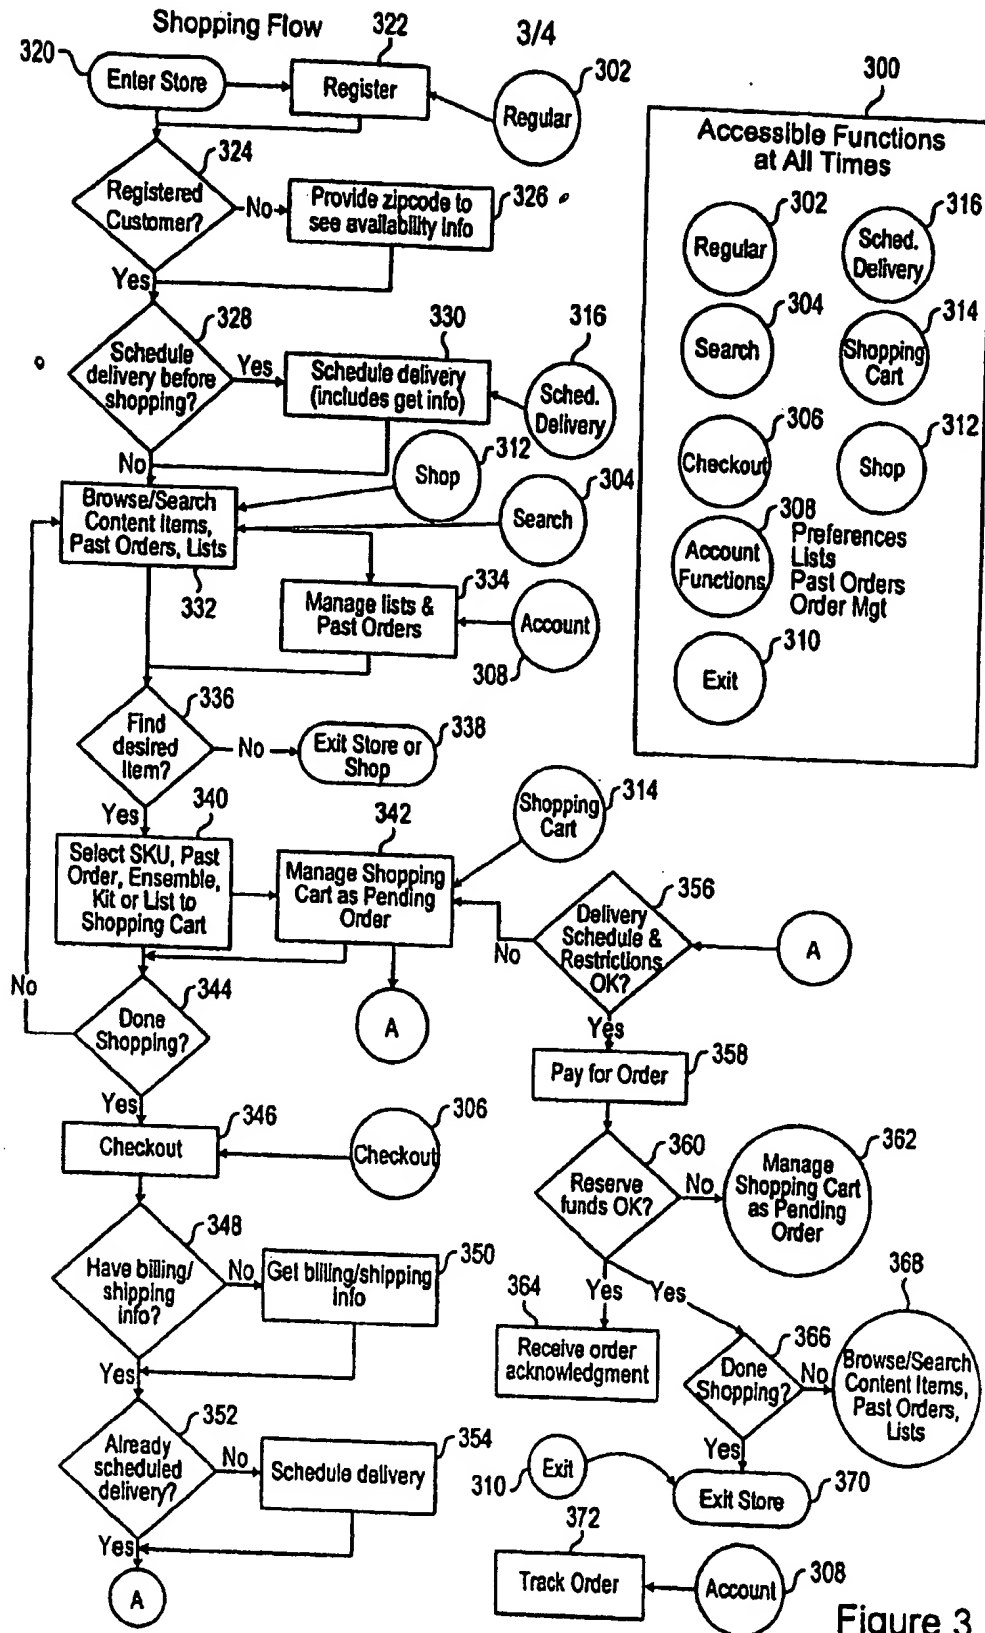 Shopping Flow
3/4
320
Enter Store
322
Register
302
Regular
324
Registered
Customer?
No
326
Provide zipcode to
see availability info
Yes
328
Schedule
delivery before
shopping?
Yes
330
Schedule delivery
(includes get info)
316
Sched.
Delivery
No
312
Shop
304
Search
Browse/Search
Content Items,
Past Orders, Lists
332
334
Manage lists &
Past Orders
Account
308
336
Find
desired
Item?
No
338
Exit Store or
Shop
Yes
340
Select SKU, Past
Order, Ensemble,
Kit or List to
Shopping Cart
342
Manage Shopping
Cart as Pending
Order
314
Shopping
Cart
A
No
344
Done
Shopping?
Yes
346
Checkout
306
Checkout
348
Have billing/
shipping
info?
No
350
Get billing/shipping
info
Yes
352
Already
scheduled
delivery?
No
354
Schedule delivery
Yes
A
300
Accessible Functions
at All Times
302
Regular
316
Sched.
Delivery
304
Search
314
Shopping
Cart
306
Checkout
312
Shop
308
Account
Functions
Preferences
Lists
Past Orders
Order Mgt
310
Exit
356
Delivery
Schedule &
Restrictions
OK?
No
A
Yes
358
Pay for Order
360
Reserve
funds OK?
No
362
Manage
Shopping Cart
as Pending
Order
Yes
Yes
364
Receive order
acknowledgment
366
Done
Shopping?
No
368
Browse/Search
Content Items,
Past Orders,
Lists
Yes
310
Exit
370
Exit Store
372
Track Order
Account
308
Figure 3